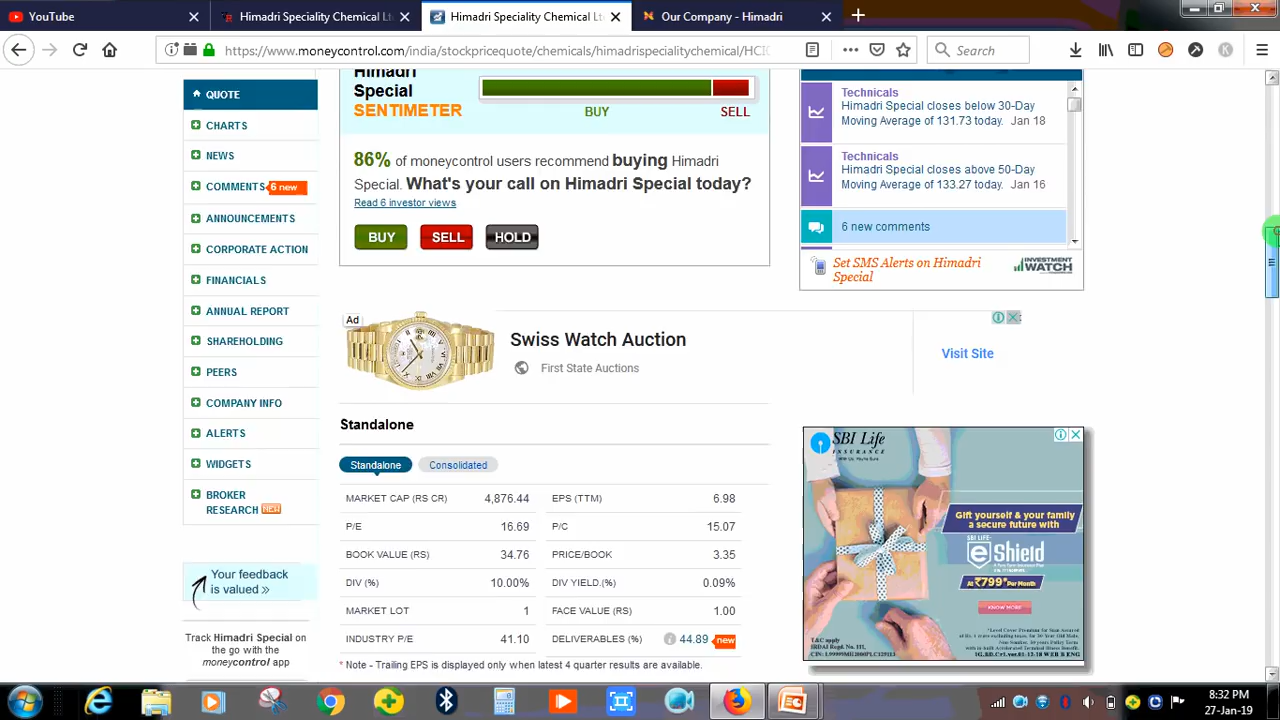 YouTube
Himadri Speciality Chemical Lt
Himadri Speciality Chemical Lt
Our Company - Himadri
https://www.moneycontrol.com/india/stockpricequote/chemicals/himadrispecialitychemical/HCI
Search
QUOTE
CHARTS
NEWS
COMMENTS 6 new
ANNOUNCEMENTS
CORPORATE ACTION
FINANCIALS
ANNUAL REPORT
SHAREHOLDING
PEERS
COMPANY INFO
ALERTS
WIDGETS
BROKER
RESEARCH NEW
Your feedback
is valued »
Track Himadri Special on
the go with the
moneycontrol app
Himadri
Special
SENTIMETER
BUY
SELL
86% of moneycontrol users recommend buying Himadri
Special. What's your call on Himadri Special today?
Read 6 investor views
BUY
SELL
HOLD
Technicals
Himadri Special closes below 30-Day
Moving Average of 131.73 today. Jan 18
Technicals
Himadri Special closes above 50-Day
Moving Average of 133.27 today. Jan 16
6 new comments
Set SMS Alerts on Himadri
Special
INVESTMENT
WATCH
Ad
Swiss Watch Auction
First State Auctions
Visit Site
Standalone
Standalone
Consolidated
MARKET CAP (RS CR) 4,876.44 EPS (TTM) 6.98
P/E 16.69 P/C 15.07
BOOK VALUE (RS) 34.76 PRICE/BOOK 3.35
DIV (%) 10.00% DIV YIELD.(%) 0.09%
MARKET LOT 1 FACE VALUE (RS) 1.00
INDUSTRY P/E 41.10 DELIVERABLES (%) 44.89 new
* Note - Trailing EPS is displayed only when latest 4 quarter results are available.
SBI Life
INSURANCE
Gift yourself & your family
a secure future with
SBI LIFE
eShield
At ₹799* Per Month
KNOW MORE
T&C apply
8:32 PM
27-Jan-19